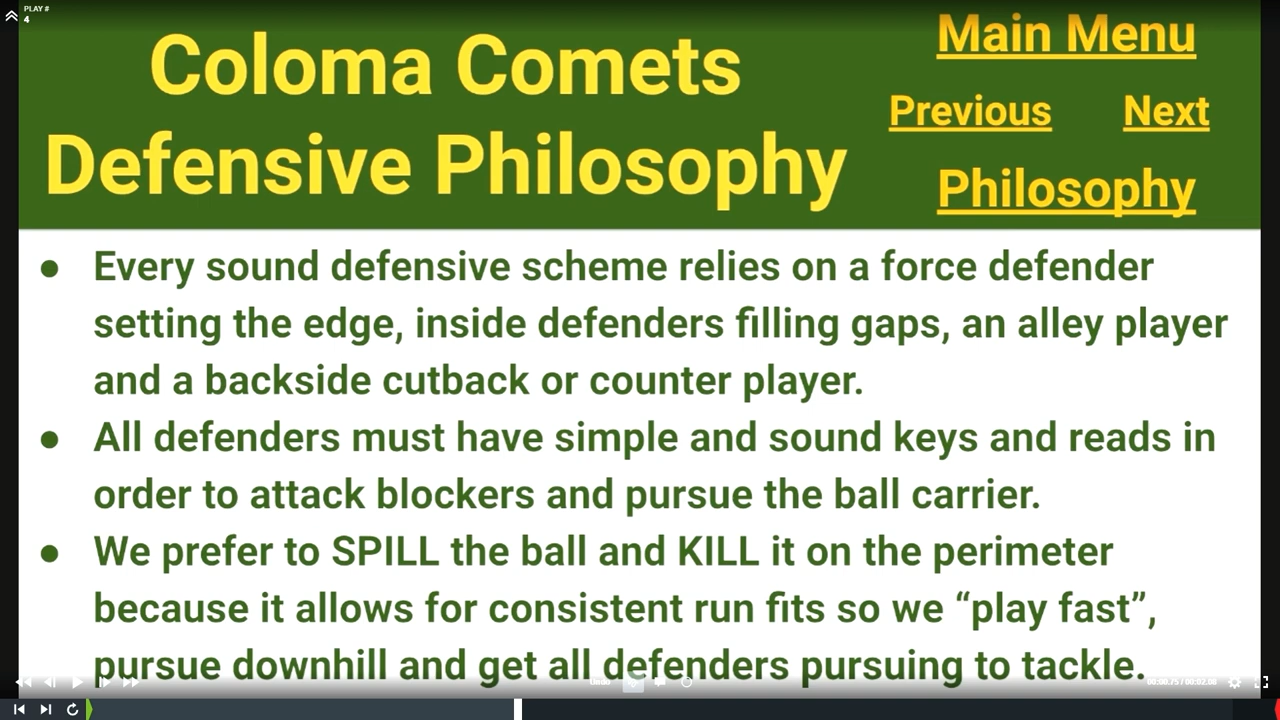 PLAY #
4
Coloma Comets
Defensive Philosophy
Main Menu
Previous Next
Philosophy
● Every sound defensive scheme relies on a force defender
setting the edge, inside defenders filling gaps, an alley player
and a backside cutback or counter player.
● All defenders must have simple and sound keys and reads in
order to attack blockers and pursue the ball carrier.
● We prefer to SPILL the ball and KILL it on the perimeter
because it allows for consistent run fits so we “play fast”,
pursue downhill and get all defenders pursuing to tackle.
Undo